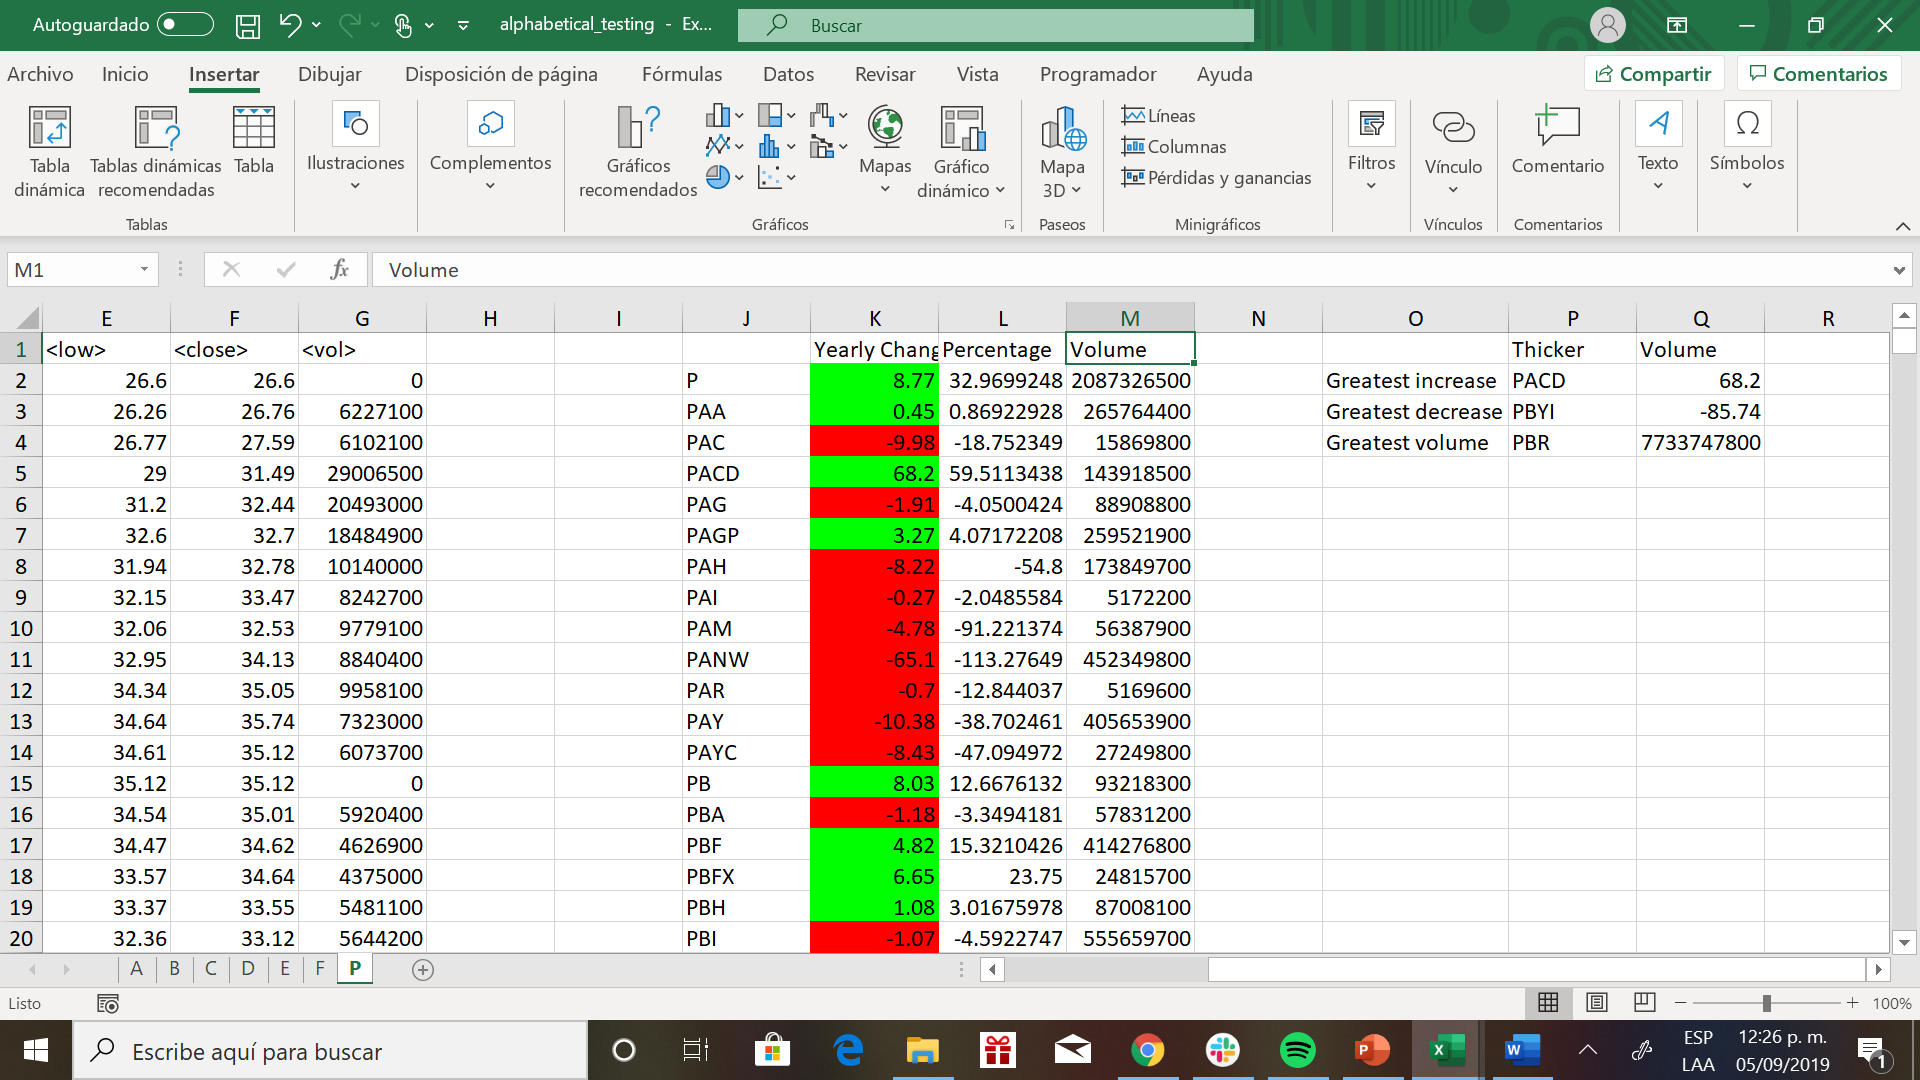 Autoguardado
alphabetical_testing - Ex...
Buscar
Archivo Inicio Insertar Dibujar Disposición de página Fórmulas Datos Revisar Vista Programador Ayuda Compartir Comentarios
Tabla dinámica
Tablas dinámicas recomendadas
Tabla
Ilustraciones
Complementos
Gráficos recomendados
Mapas
Gráfico dinámico
Mapa 3D
Líneas
Columnas
Pérdidas y ganancias
Filtros
Vínculo
Comentario
Texto
Símbolos
Tablas Gráficos Paseos Minigráficos Vínculos Comentarios
M1 fx Volume
E F G H I J K L M N O P Q R
1 <low> <close> <vol> Yearly Chang Percentage Volume Thicker Volume
2 26.6 26.6 0 P 8.77 32.9699248 2087326500 Greatest increase PACD 68.2
3 26.26 26.76 6227100 PAA 0.45 0.86922928 265764400 Greatest decrease PBYI -85.74
4 26.77 27.59 6102100 PAC -9.98 -18.752349 15869800 Greatest volume PBR 7733747800
5 29 31.49 29006500 PACD 68.2 59.5113438 143918500
6 31.2 32.44 20493000 PAG -1.91 -4.0500424 88908800
7 32.6 32.7 18484900 PAGP 3.27 4.07172208 259521900
8 31.94 32.78 10140000 PAH -8.22 -54.8 173849700
9 32.15 33.47 8242700 PAI -0.27 -2.0485584 5172200
10 32.06 32.53 9779100 PAM -4.78 -91.221374 56387900
11 32.95 34.13 8840400 PANW -65.1 -113.27649 452349800
12 34.34 35.05 9958100 PAR -0.7 -12.844037 5169600
13 34.64 35.74 7323000 PAY -10.38 -38.702461 405653900
14 34.61 35.12 6073700 PAYC -8.43 -47.094972 27249800
15 35.12 35.12 0 PB 8.03 12.6676132 93218300
16 34.54 35.01 5920400 PBA -1.18 -3.3494181 57831200
17 34.47 34.62 4626900 PBF 4.82 15.3210426 414276800
18 33.57 34.64 4375000 PBFX 6.65 23.75 24815700
19 33.37 33.55 5481100 PBH 1.08 3.01675978 87008100
20 32.36 33.12 5644200 PBI -1.07 -4.5922747 555659700
A B C D E F P
Listo 100%
Escribe aquí para buscar
ESP 12:26 p. m.
LAA 05/09/2019
1